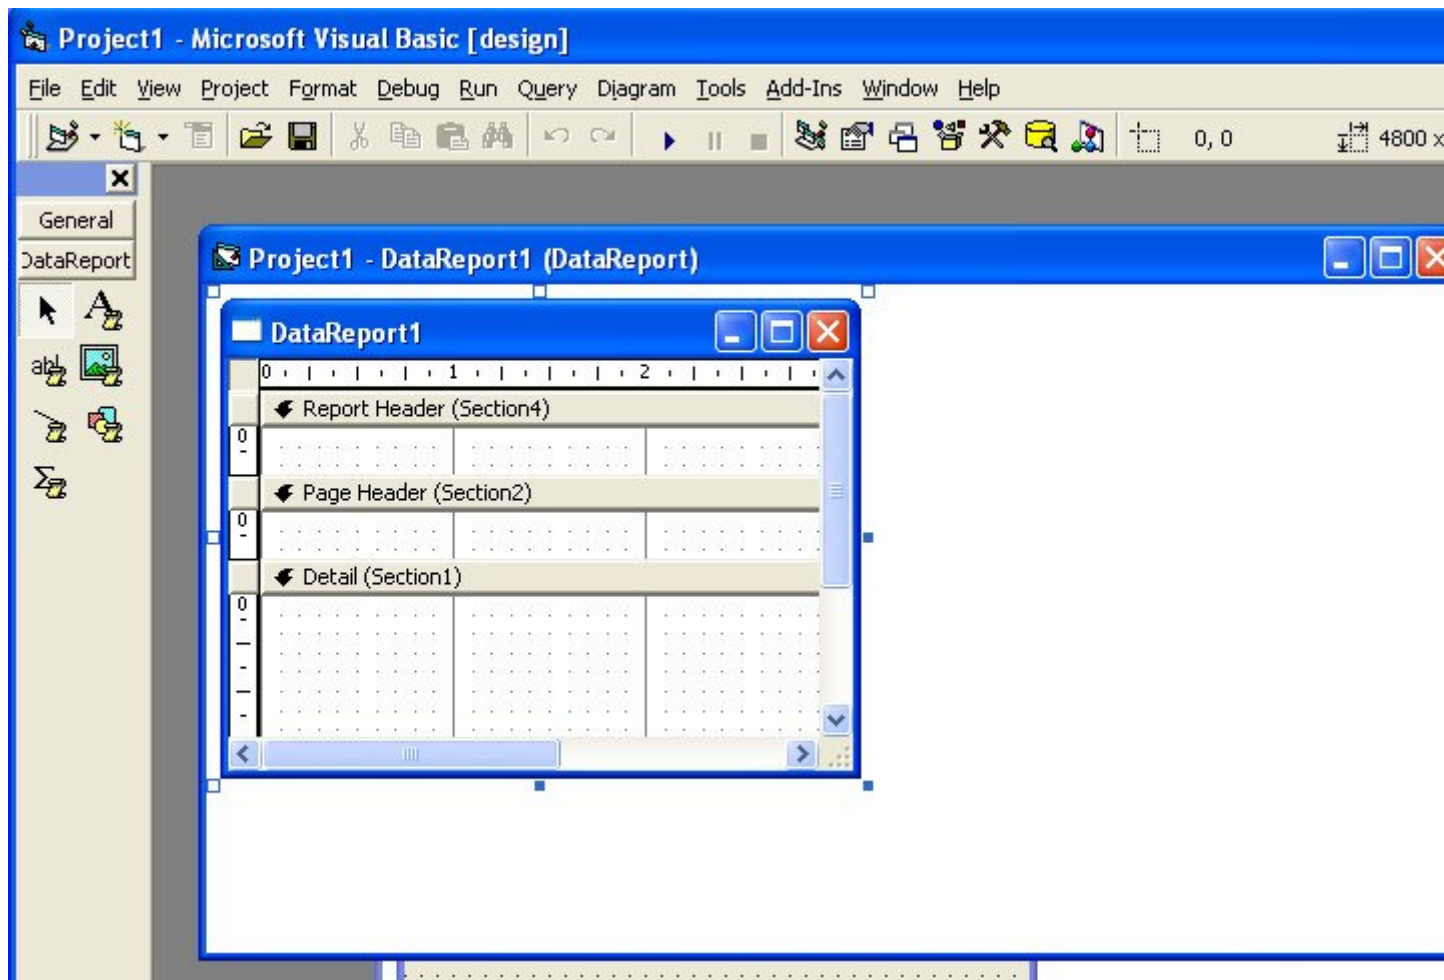 Project1 - Microsoft Visual Basic [design]
File Edit View Project Format Debug Run Query Diagram Tools Add-Ins Window Help
0, 0 4800 x
General
DataReport
Project1 - DataReport1 (DataReport)
DataReport1
0 1 2
Report Header (Section4)
0
Page Header (Section2)
0
Detail (Section1)
0